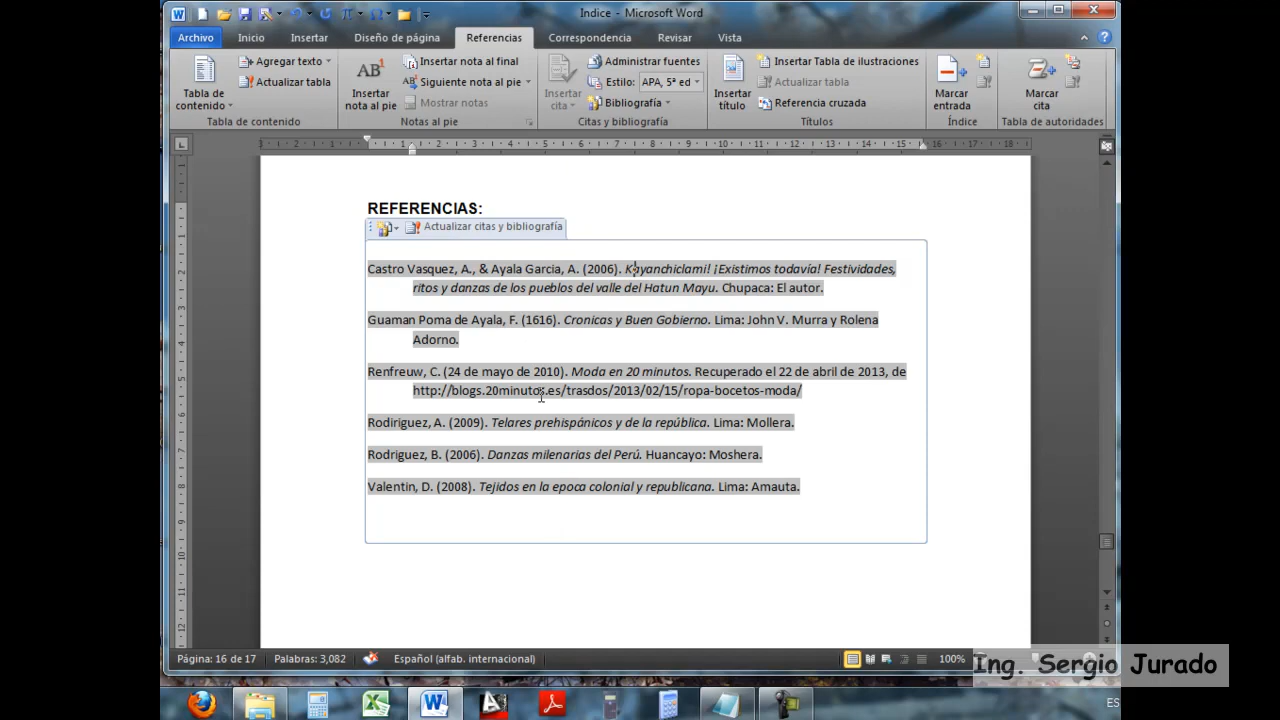 Indice - Microsoft Word
Archivo
Inicio
Insertar
Diseño de página
Referencias
Correspondencia
Revisar
Vista
Tabla de contenido
Agregar texto
Actualizar tabla
Tabla de contenido
AB1
Insertar nota al pie
Insertar nota al final
Siguiente nota al pie
Mostrar notas
Notas al pie
Insertar cita
Administrar fuentes
Estilo: APA, 5ª ed
Bibliografía
Citas y bibliografía
Insertar título
Insertar Tabla de ilustraciones
Actualizar tabla
Referencia cruzada
Títulos
Marcar entrada
Índice
Marcar cita
Tabla de autoridades
REFERENCIAS:
Actualizar citas y bibliografía
Castro Vasquez, A., & Ayala Garcia, A. (2006). Kayanchiclami! ¡Existimos todavía! Festividades,
ritos y danzas de los pueblos del valle del Hatun Mayu. Chupaca: El autor.
Guaman Poma de Ayala, F. (1616). Cronicas y Buen Gobierno. Lima: John V. Murra y Rolena
Adorno.
Renfreuw, C. (24 de mayo de 2010). Moda en 20 minutos. Recuperado el 22 de abril de 2013, de
http://blogs.20minutos.es/trasdos/2013/02/15/ropa-bocetos-moda/
Rodiriguez, A. (2009). Telares prehispánicos y de la república. Lima: Mollera.
Rodriguez, B. (2006). Danzas milenarias del Perú. Huancayo: Moshera.
Valentin, D. (2008). Tejidos en la epoca colonial y republicana. Lima: Amauta.
Página: 16 de 17
Palabras: 3,082
Español (alfab. internacional)
100%
Ing. Sergio Jurado
ES